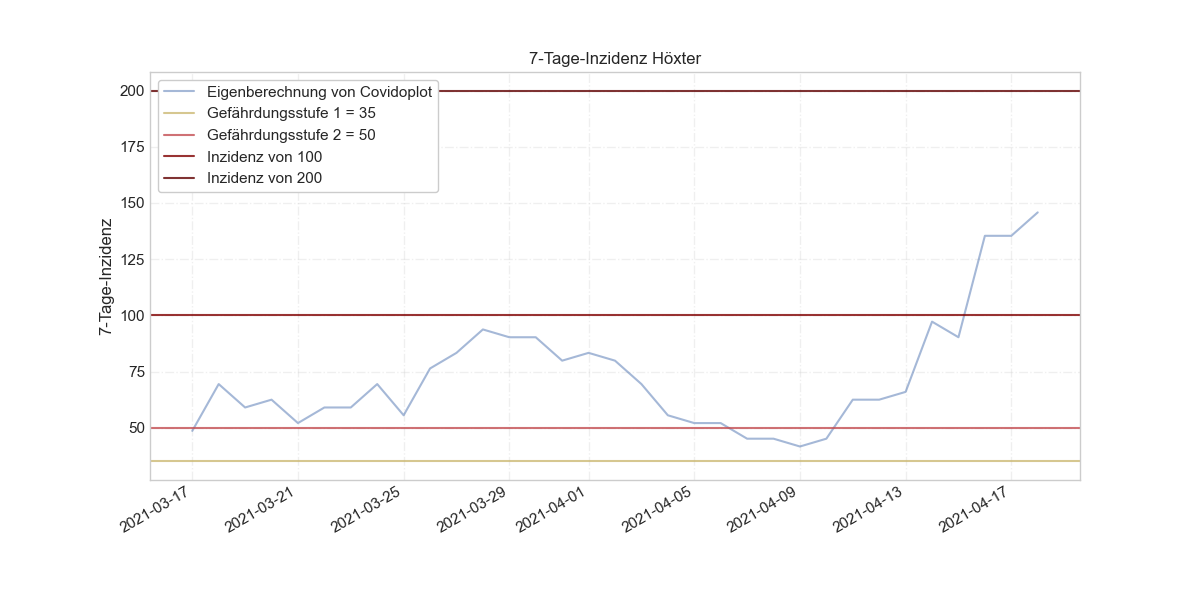 7-Tage-Inzidenz Höxter
200
175
150
125
100
75
50
7-Tage-Inzidenz
Eigenberechnung von Covidoplot
Gefährdungsstufe 1 = 35
Gefährdungsstufe 2 = 50
Inzidenz von 100
Inzidenz von 200
2021-03-17
2021-03-21
2021-03-25
2021-03-29
2021-04-01
2021-04-05
2021-04-09
2021-04-13
2021-04-17